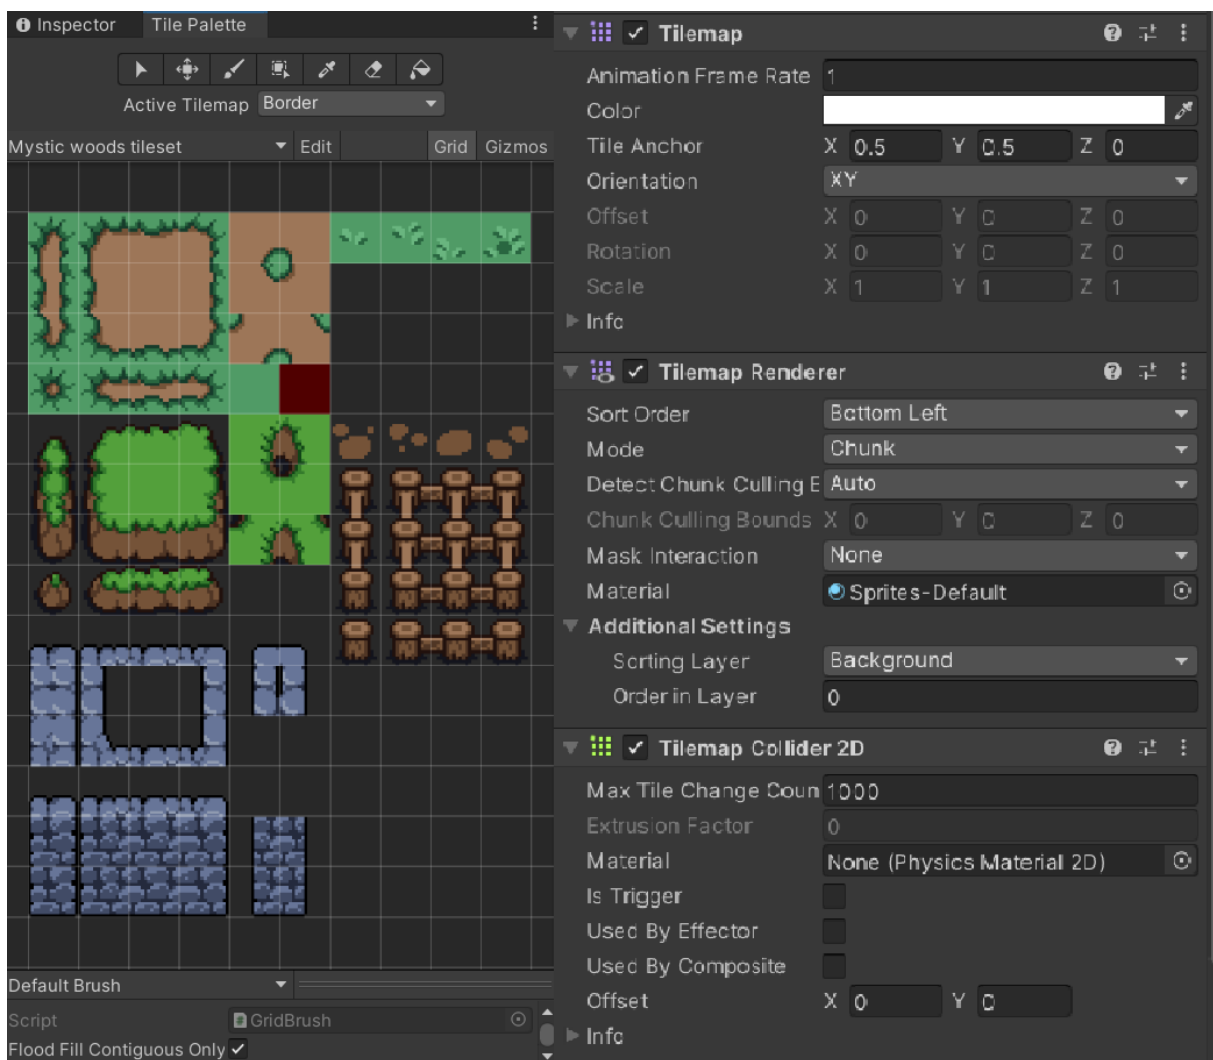 Inspector
Tile Palette
Active Tilemap Border
Mystic woods tileset
Edit
Grid
Gizmos
Default Brush
Script GridBrush
Flood Fill Contiguous Only
Tilemap
Animation Frame Rate 1
Color
Tile Anchor X 0.5 Y 0.5 Z 0
Orientation XY
Offset X 0 Y 0 Z 0
Rotation X 0 Y 0 Z 0
Scale X 1 Y 1 Z 1
Info
Tilemap Renderer
Sort Order Bottom Left
Mode Chunk
Detect Chunk Culling E Auto
Chunk Culling Bounds X 0 Y 0 Z 0
Mask Interaction None
Material Sprites-Default
Additional Settings
Sorting Layer Background
Order in Layer 0
Tilemap Collider 2D
Max Tile Change Coun 1000
Extrusion Factor 0
Material None (Physics Material 2D)
Is Trigger
Used By Effector
Used By Composite
Offset X 0 Y 0
Info